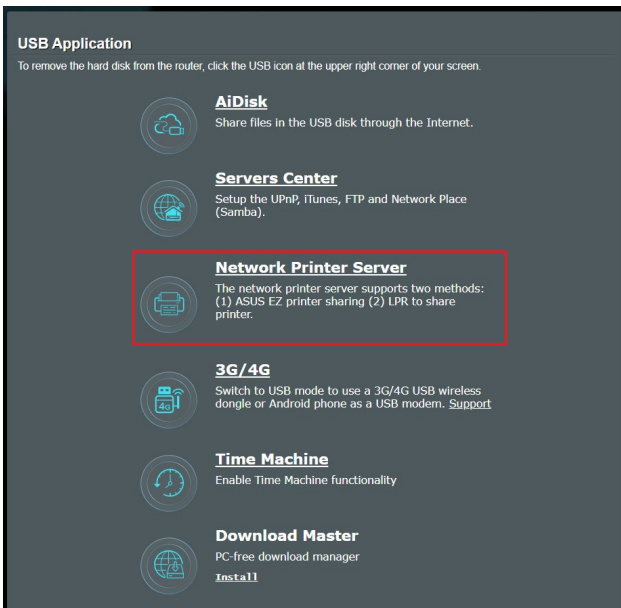 USB Application
To remove the hard disk from the router, click the USB icon at the upper right corner of your screen.
AiDisk
Share files in the USB disk through the Internet.
Servers Center
Setup the UPnP, iTunes, FTP and Network Place
(Samba).
Network Printer Server
The network printer server supports two methods:
(1) ASUS EZ printer sharing (2) LPR to share
printer.
3G/4G
Switch to USB mode to use a 3G/4G USB wireless
dongle or Android phone as a USB modem. Support
4G
Time Machine
Enable Time Machine functionality
Download Master
PC-free download manager
Install